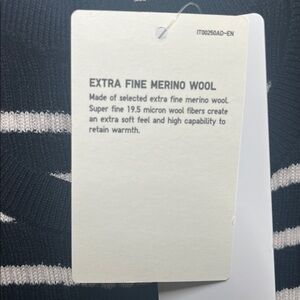 IT00250AD-EN
EXTRA FINE MERINO WOOL
Made of selected extra fine merino wool.
Super fine 19.5 micron wool fibers create
an extra soft feel and high capability to
retain warmth.